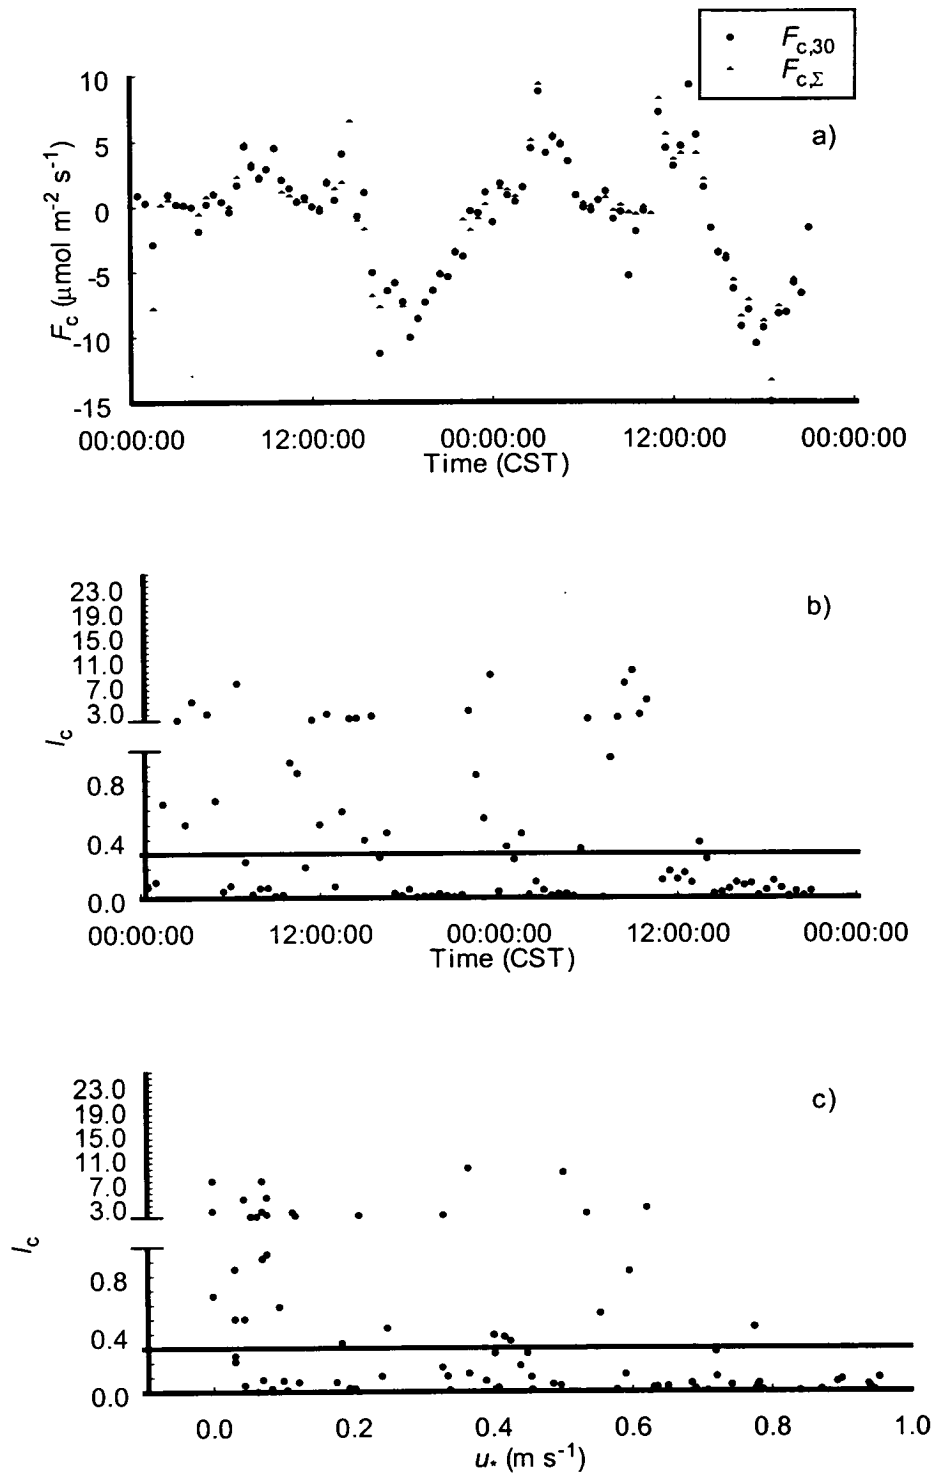 F_c,30
F_c,Σ
a)
10
5
0
-5
-10
-15
F_c (μmol m⁻² s⁻¹)
00:00:00 12:00:00 00:00:00 12:00:00 00:00:00
Time (CST)
b)
23.0
19.0
15.0
11.0
7.0
3.0
I_c
0.8
0.4
0.0
00:00:00 12:00:00 00:00:00 12:00:00 00:00:00
Time (CST)
c)
23.0
19.0
15.0
11.0
7.0
3.0
I_c
0.8
0.4
0.0
0.0 0.2 0.4 0.6 0.8 1.0
u_* (m s⁻¹)